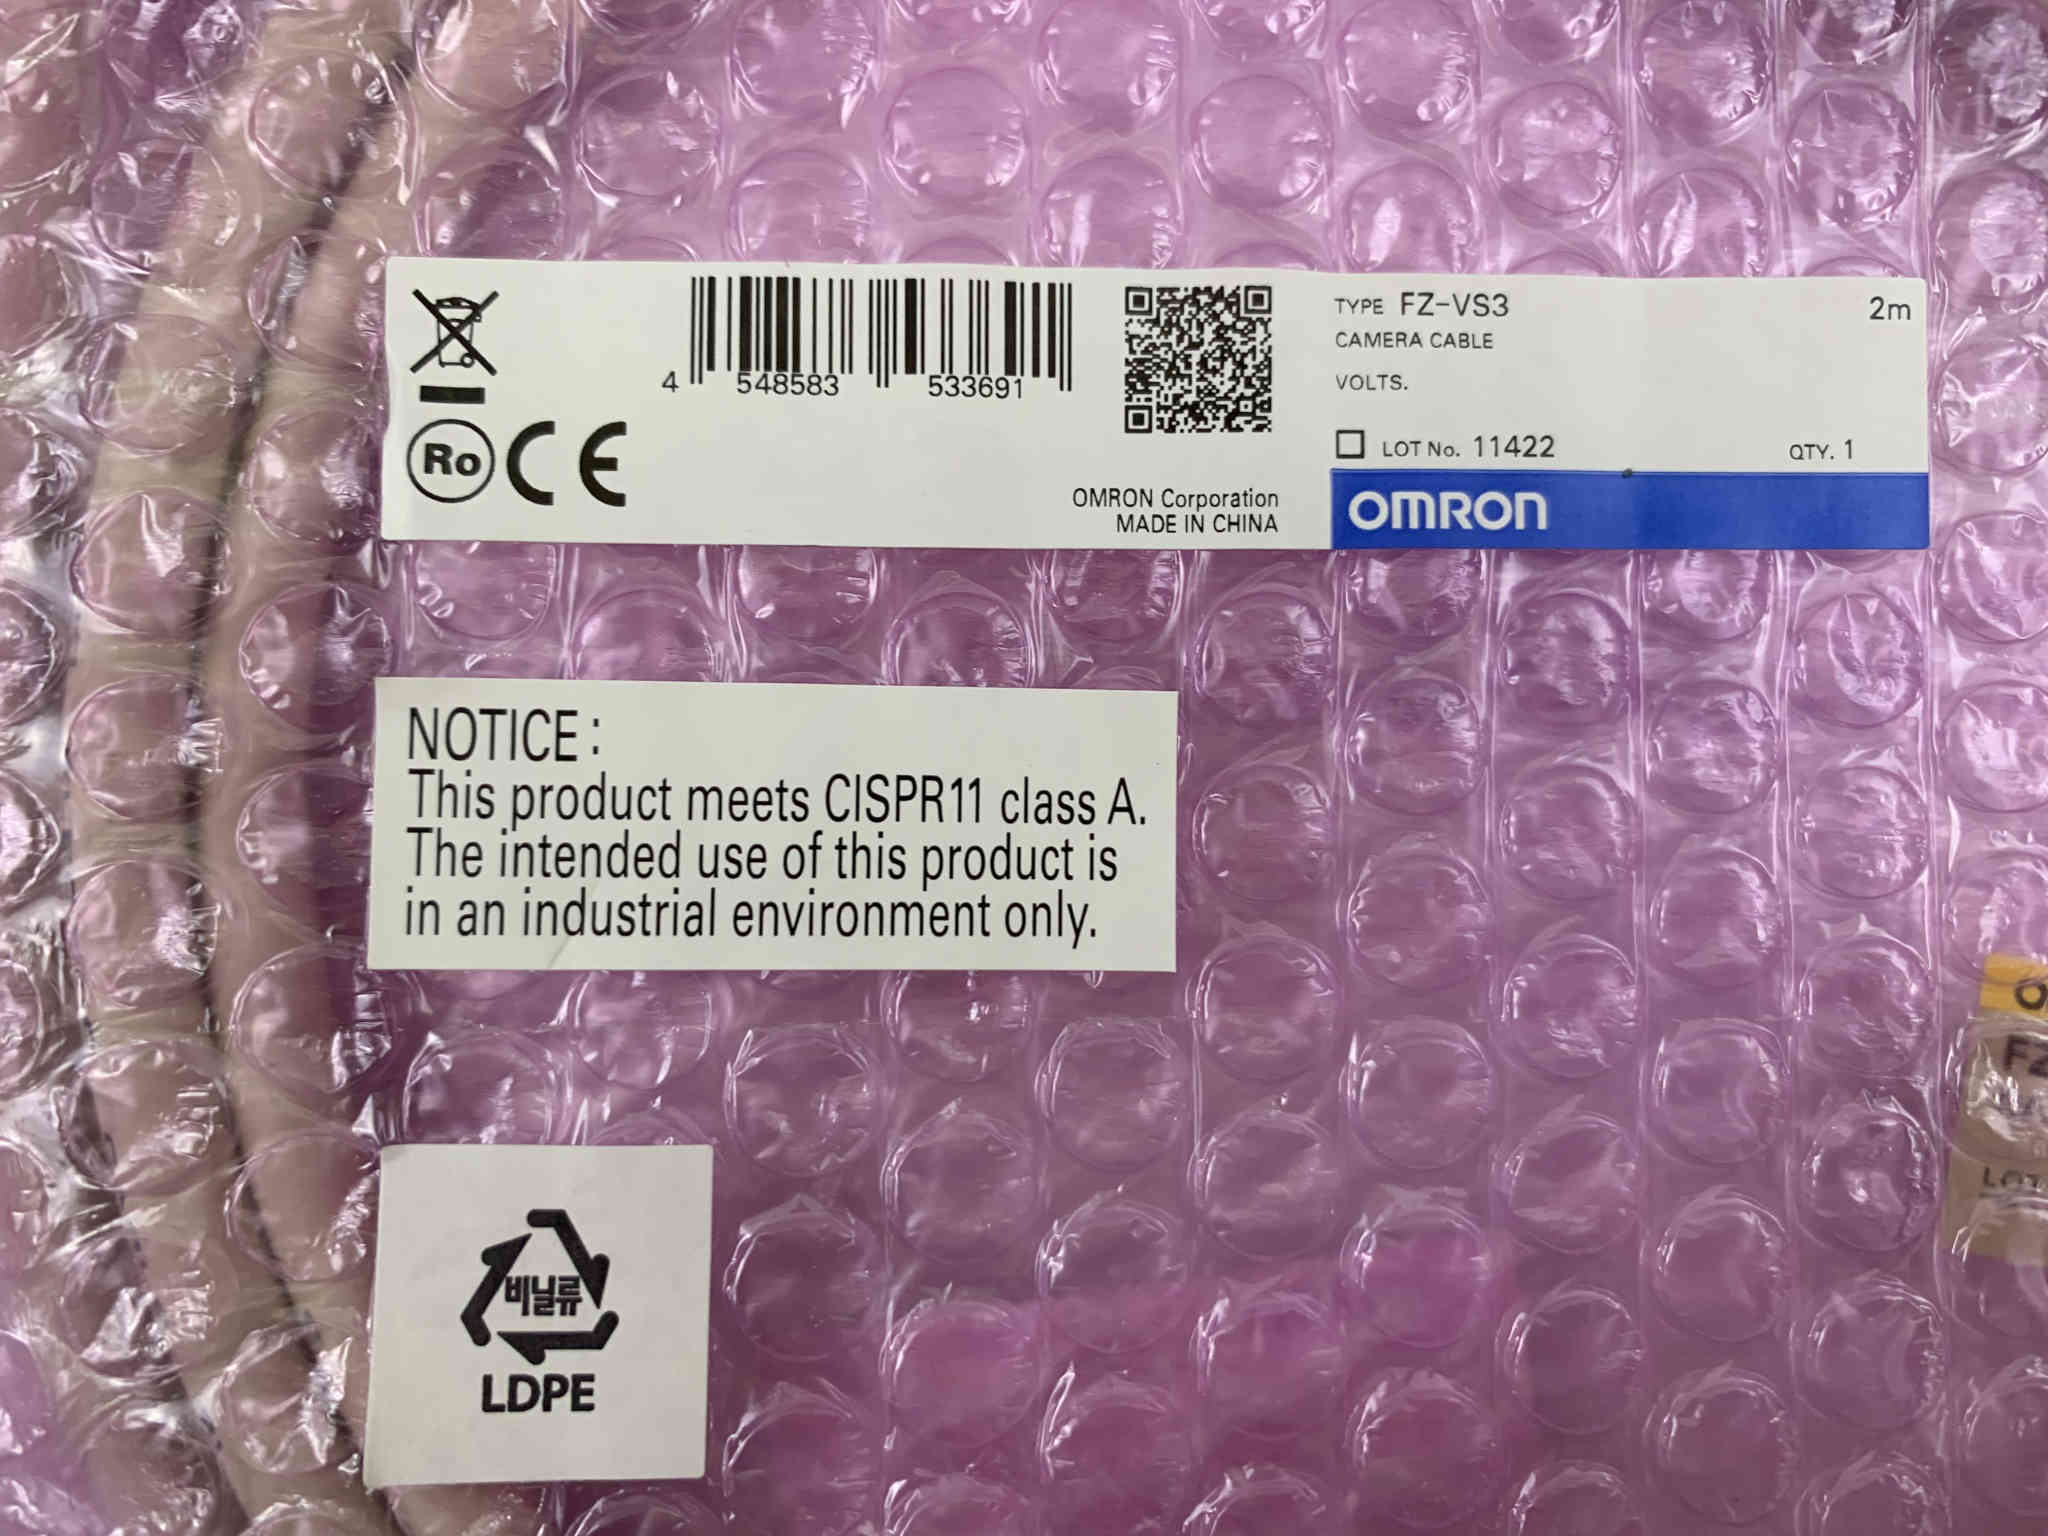 TYPE FZ-VS3 2m
CAMERA CABLE
VOLTS.
LOT No. 11422 QTY. 1
OMRON
4 548583 533691
Ro CE
OMRON Corporation
MADE IN CHINA
NOTICE :
This product meets CISPR11 class A.
The intended use of this product is
in an industrial environment only.
비닐류
LDPE
FZ
LOT